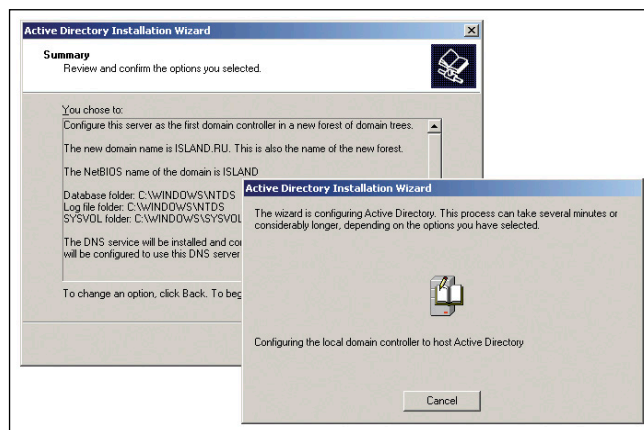 Active Directory Installation Wizard
Summary
Review and confirm the options you selected.
You chose to:
Configure this server as the first domain controller in a new forest of domain trees.
The new domain name is ISLAND.RU. This is also the name of the new forest.
The NetBIOS name of the domain is ISLAND
Database folder: C:\WINDOWS\NTDS
Log file folder: C:\WINDOWS\NTDS
SYSVOL folder: C:\WINDOWS\SYSVOL
The DNS service will be installed and
will be configured to use this DNS server
To change an option, click Back. To
Active Directory Installation Wizard
The wizard is configuring Active Directory. This process can take several minutes or
considerably longer, depending on the options you have selected.
Configuring the local domain controller to host Active Directory
Cancel